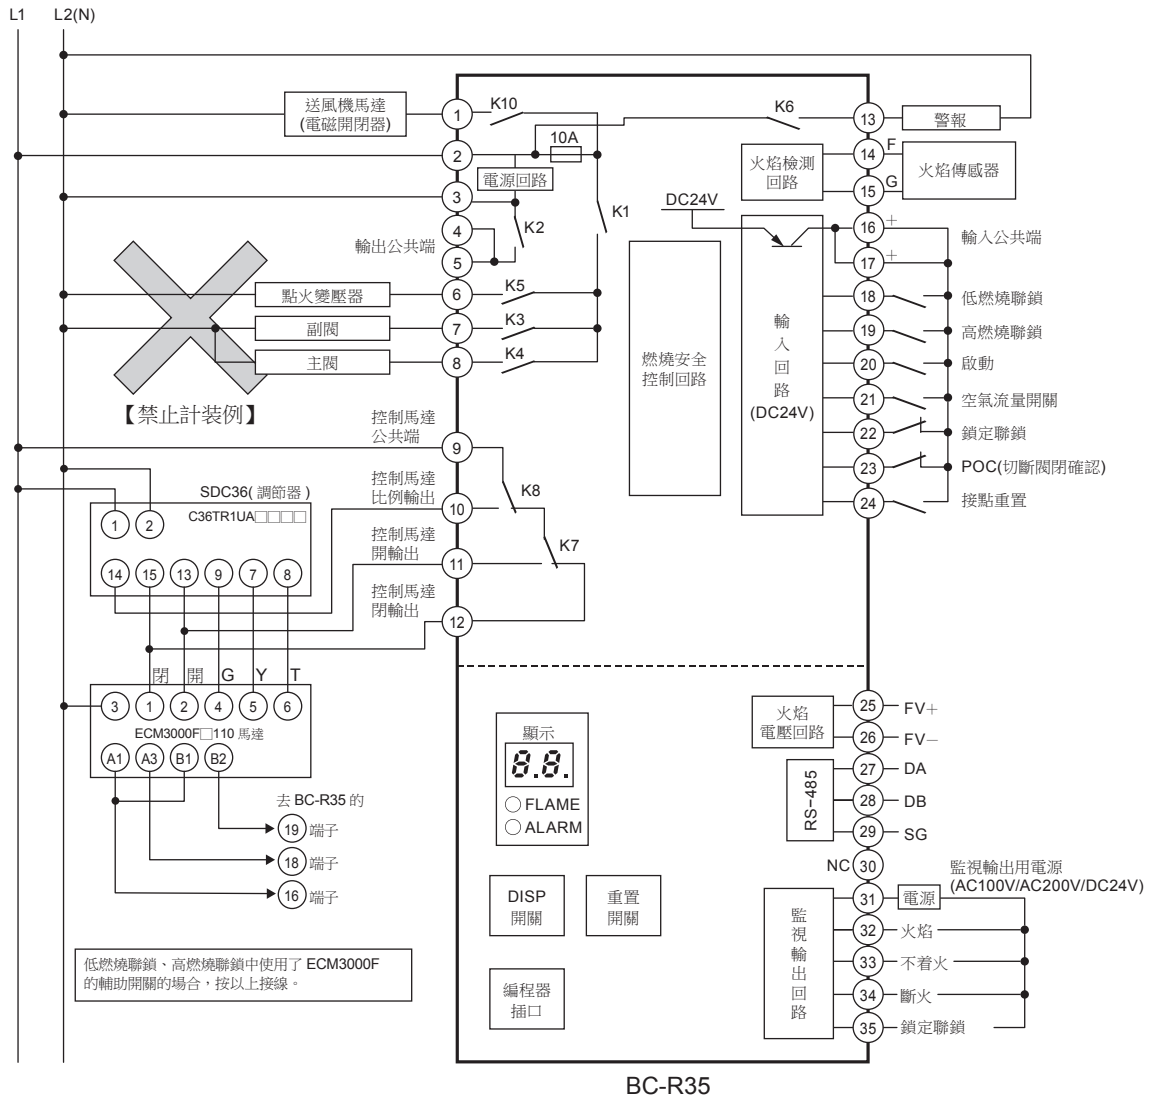 L1
L2(N)
送風機馬達
(電磁開閉器)
1
K10
K6
13
警報
2
10A
電源回路
3
火焰檢測
回路
14
F
15
G
火焰傳感器
DC24V
K1
4
K2
輸出公共端
5
16
+
17
+
輸入公共端
點火變壓器
6
K5
18
低燃燒聯鎖
副閥
7
K3
19
高燃燒聯鎖
主閥
8
K4
20
啟動
燃燒安全
控制回路
輸
入
回
路
(DC24V)
【禁止計装例】
21
空氣流量開關
22
鎖定聯鎖
23
POC(切斷閥閉確認)
24
接點重置
控制馬達
公共端
9
控制馬達
比例輸出
10
K8
控制馬達
開輸出
11
K7
控制馬達
閉輸出
12
SDC36( 調節器 )
1
2
C36TR1UA□□□□
14
15
13
9
7
8
閉
開
G
Y
T
3
1
2
4
5
6
ECM3000F□110 馬達
A1
A3
B1
B2
去 BC-R35 的
19 端子
18 端子
16 端子
低燃燒聯鎖、高燃燒聯鎖中使用了 ECM3000F
的輔助開關的場合，按以上接線。
顯示
8.8.
FLAME
ALARM
DISP
開關
重置
開關
編程器
插口
火焰
電壓回路
25
FV+
26
FV−
RS-485
27
DA
28
DB
29
SG
NC
30
監視輸出用電源
(AC100V/AC200V/DC24V)
監
視
輸
出
回
路
31
電源
32
火焰
33
不着火
34
斷火
35
鎖定聯鎖
BC-R35